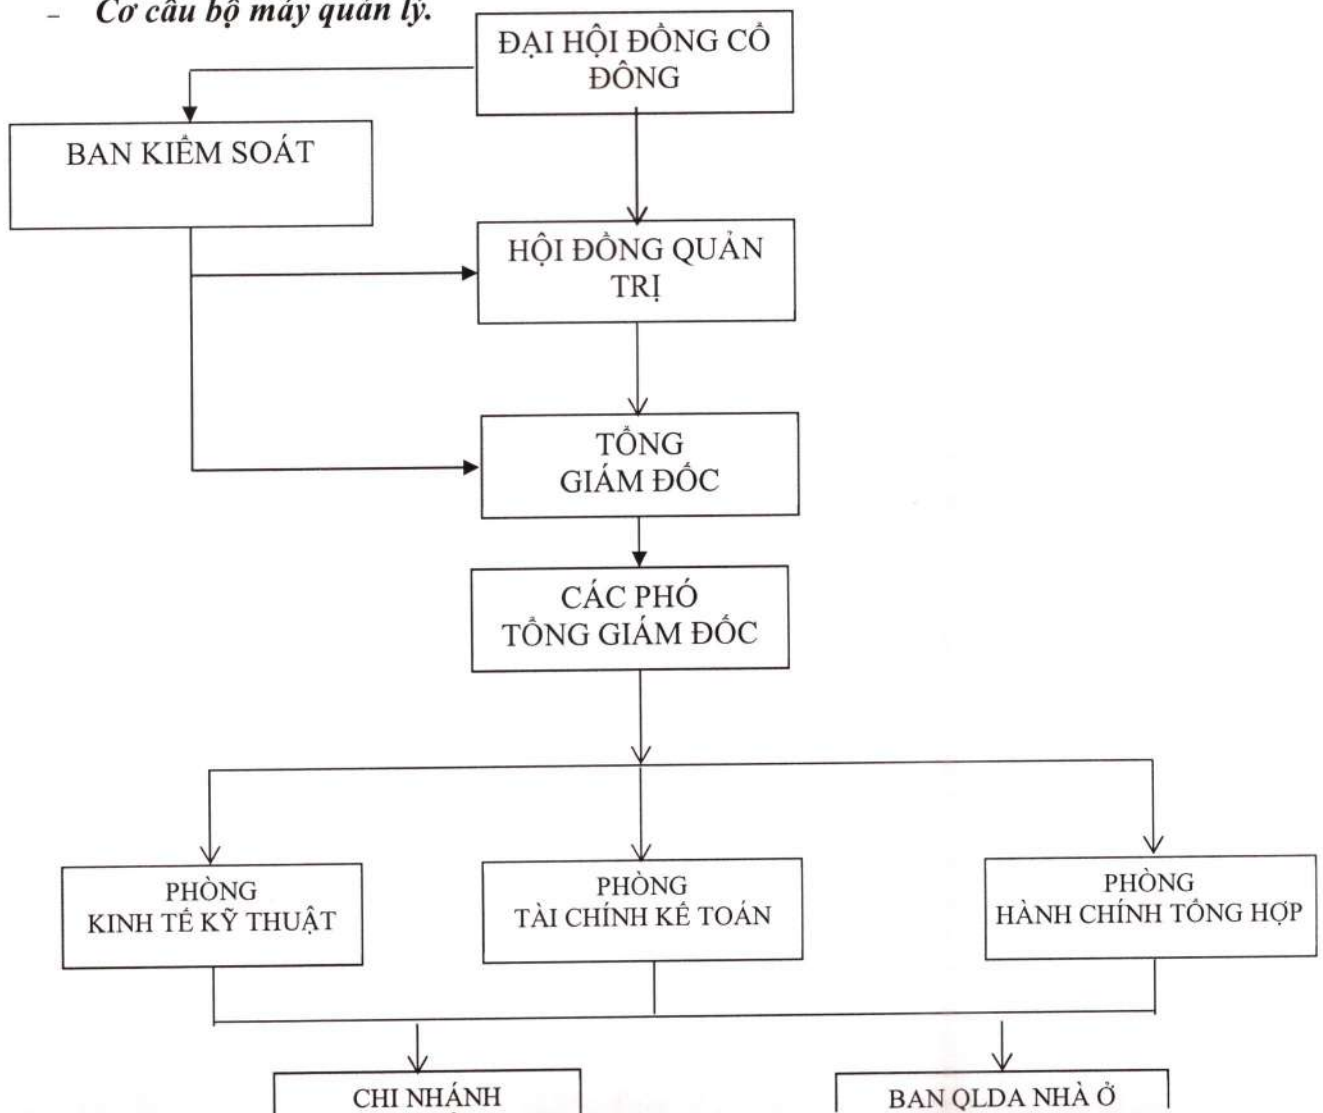 - Cơ cấu bộ máy quản lý.
ĐẠI HỘI ĐỒNG CỔ
ĐÔNG
BAN KIỂM SOÁT
HỘI ĐỒNG QUẢN
TRỊ
TỔNG
GIÁM ĐỐC
CÁC PHÓ
TỔNG GIÁM ĐỐC
PHÒNG
KINH TẾ KỸ THUẬT
PHÒNG
TÀI CHÍNH KẾ TOÁN
PHÒNG
HÀNH CHÍNH TỔNG HỢP
CHI NHÁNH
BAN QLDA NHÀ Ở